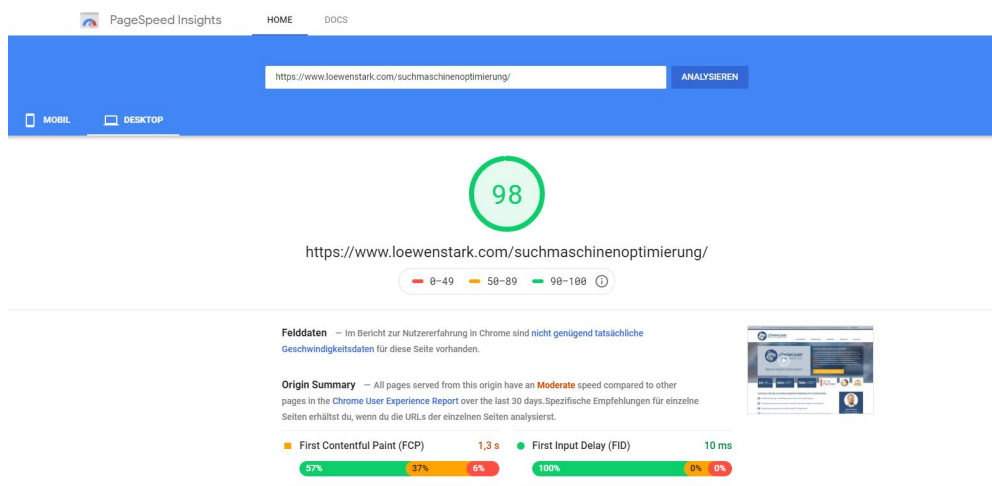 PageSpeed Insights HOME DOCS
https://www.loewenstark.com/suchmaschinenoptimierung/ ANALYSIEREN
MOBIL DESKTOP
98
https://www.loewenstark.com/suchmaschinenoptimierung/
0–49 50–89 90–100
Felddaten — Im Bericht zur Nutzererfahrung in Chrome sind nicht genügend tatsächliche
Geschwindigkeitsdaten für diese Seite vorhanden.
Origin Summary — All pages served from this origin have an Moderate speed compared to other
pages in the Chrome User Experience Report over the last 30 days.Spezifische Empfehlungen für einzelne
Seiten erhältst du, wenn du die URLs der einzelnen Seiten analysierst.
First Contentful Paint (FCP) 1,3 s First Input Delay (FID) 10 ms
57% 37% 6% 100% 0% 0%